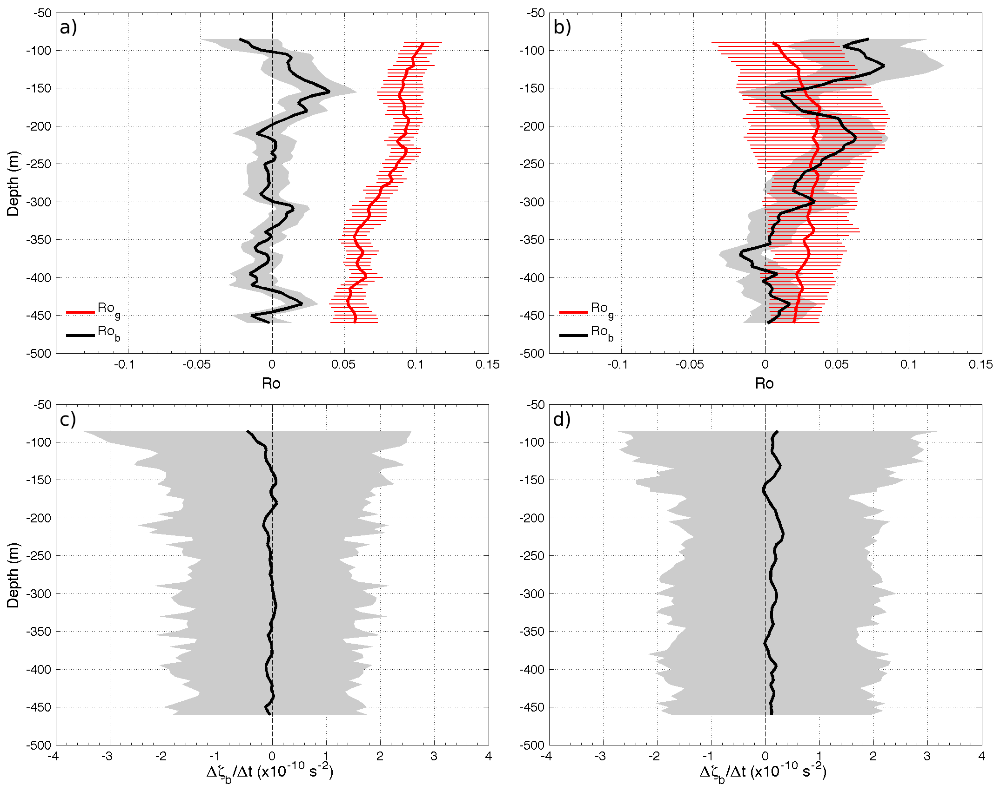 a)
-50
-100
-150
-200
-250
-300
-350
-400
-450
-500
Depth (m)
Ro_g
Ro_b
-0.1 -0.05 0 0.05 0.1 0.15
Ro
b)
-50
-100
-150
-200
-250
-300
-350
-400
-450
-500
Ro_g
Ro_b
-0.1 -0.05 0 0.05 0.1 0.15
Ro
c)
-50
-100
-150
-200
-250
-300
-350
-400
-450
-500
Depth (m)
-4 -3 -2 -1 0 1 2 3 4
Δζ_b/Δt (x10^-10 s^-2)
d)
-50
-100
-150
-200
-250
-300
-350
-400
-450
-500
-4 -3 -2 -1 0 1 2 3 4
Δζ_b/Δt (x10^-10 s^-2)